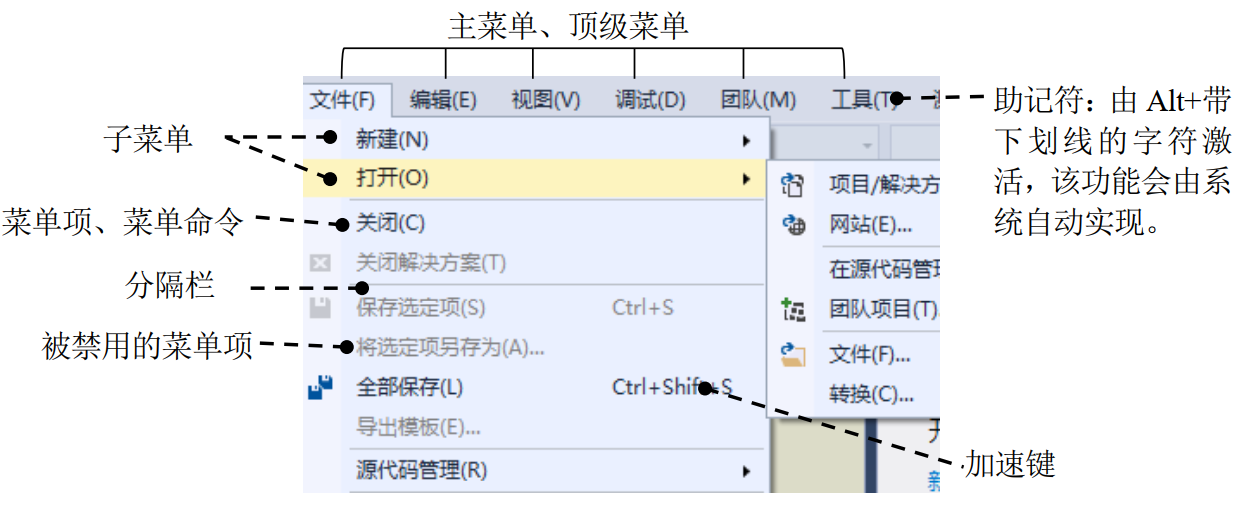 主菜单、顶级菜单
文件(F) 编辑(E) 视图(V) 调试(D) 团队(M) 工具(T)
助记符：由 Alt+带
下划线的字符激
活，该功能会由系
统自动实现。
子菜单
新建(N)
打开(O)
菜单项、菜单命令
关闭(C)
关闭解决方案(T)
分隔栏
保存选定项(S) Ctrl+S
被禁用的菜单项
将选定项另存为(A)...
全部保存(L) Ctrl+Shift+S
导出模板(E)...
源代码管理(R)
项目/解决方
网站(E)...
在源代码管理
团队项目(T)
文件(F)...
转换(C)...
加速键